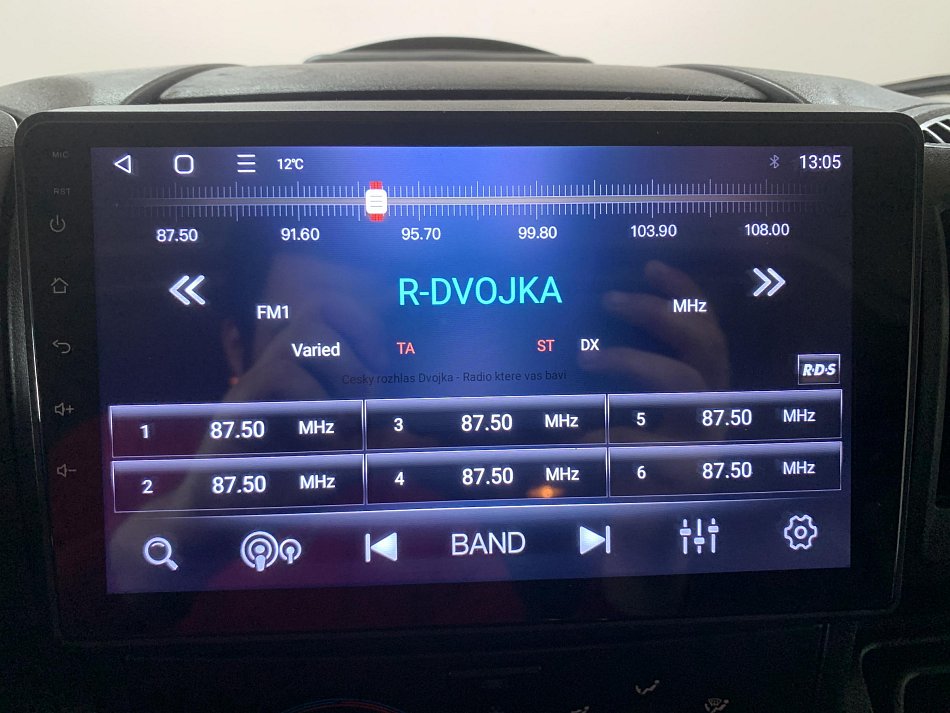 MIC
12°C 13:05
RST
87.50 91.60 95.70 99.80 103.90 108.00
R-DVOJKA
FM1 MHz
Varied TA ST DX
Cesky rozhlas Dvojka - Radio ktere vas bavi
R·D·S
1 87.50 MHz 3 87.50 MHz 5 87.50 MHz
2 87.50 MHz 4 87.50 MHz 6 87.50 MHz
BAND